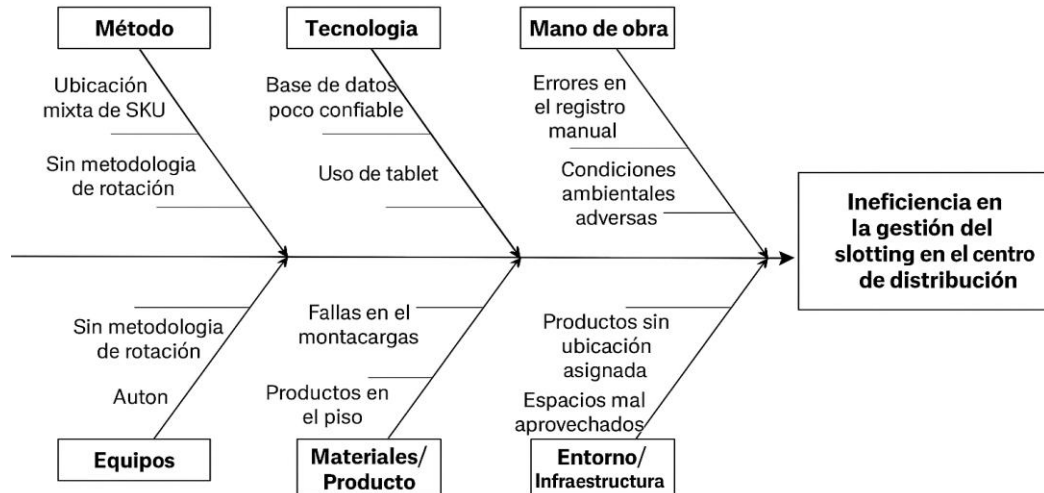 Método
Tecnologia
Mano de obra
Ubicación
mixta de SKU
Sin metodologia
de rotación
Base de datos
poco confiable
Uso de tablet
Errores en
el registro
manual
Condiciones
ambientales
adversas
Ineficiencia en
la gestión del
slotting en el centro
de distribución
Sin metodologia
de rotación
Auton
Fallas en el
montacargas
Productos en
el piso
Productos sin
ubicación
asignada
Espacios mal
aprovechados
Equipos
Materiales/
Producto
Entorno/
Infraestructura